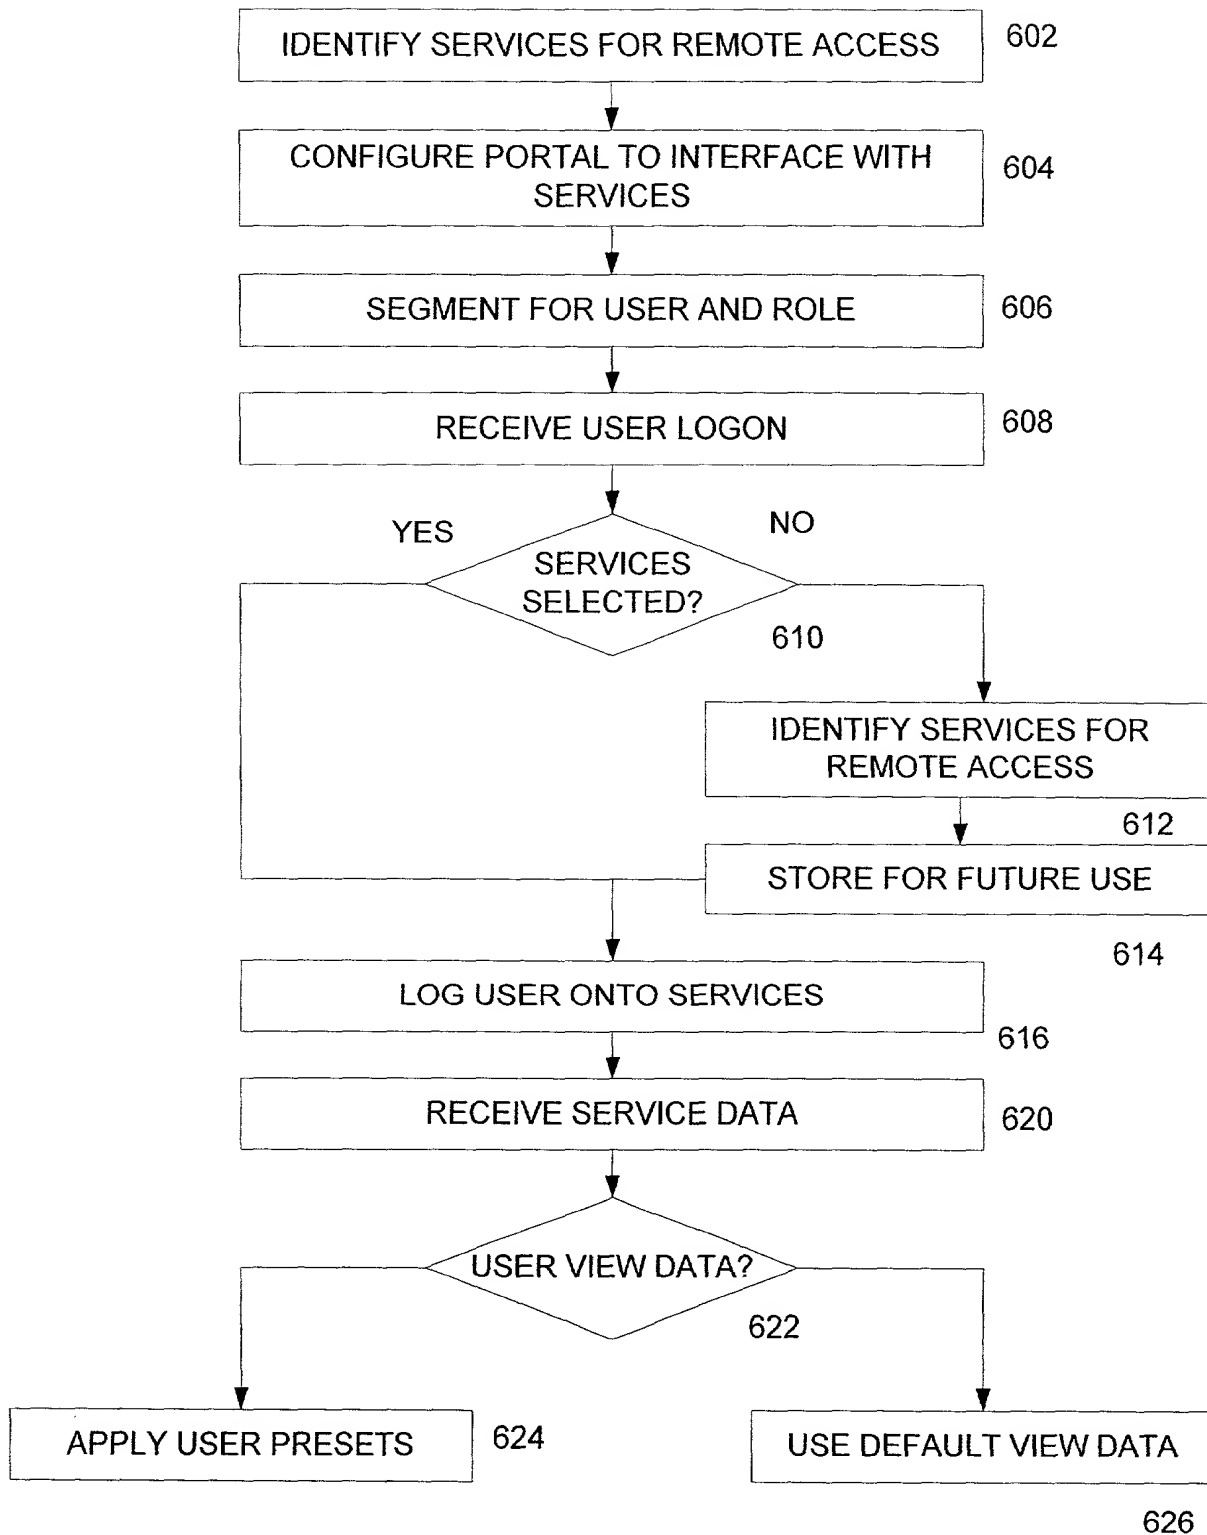 IDENTIFY SERVICES FOR REMOTE ACCESS
602
CONFIGURE PORTAL TO INTERFACE WITH
SERVICES
604
SEGMENT FOR USER AND ROLE
606
RECEIVE USER LOGON
608
YES
NO
SERVICES
SELECTED?
610
IDENTIFY SERVICES FOR
REMOTE ACCESS
612
STORE FOR FUTURE USE
614
LOG USER ONTO SERVICES
616
RECEIVE SERVICE DATA
620
USER VIEW DATA?
622
APPLY USER PRESETS
624
USE DEFAULT VIEW DATA
626